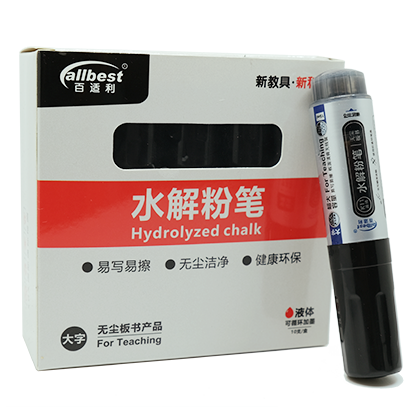 allbest
百适利
新教具·新
水解粉笔
Hydrolyzed chalk
●易写易擦 ●无尘洁净 ●健康环保
大字
无尘板书产品
For Teaching
液体
可循环加墨
For Teaching
水解粉笔
allbest